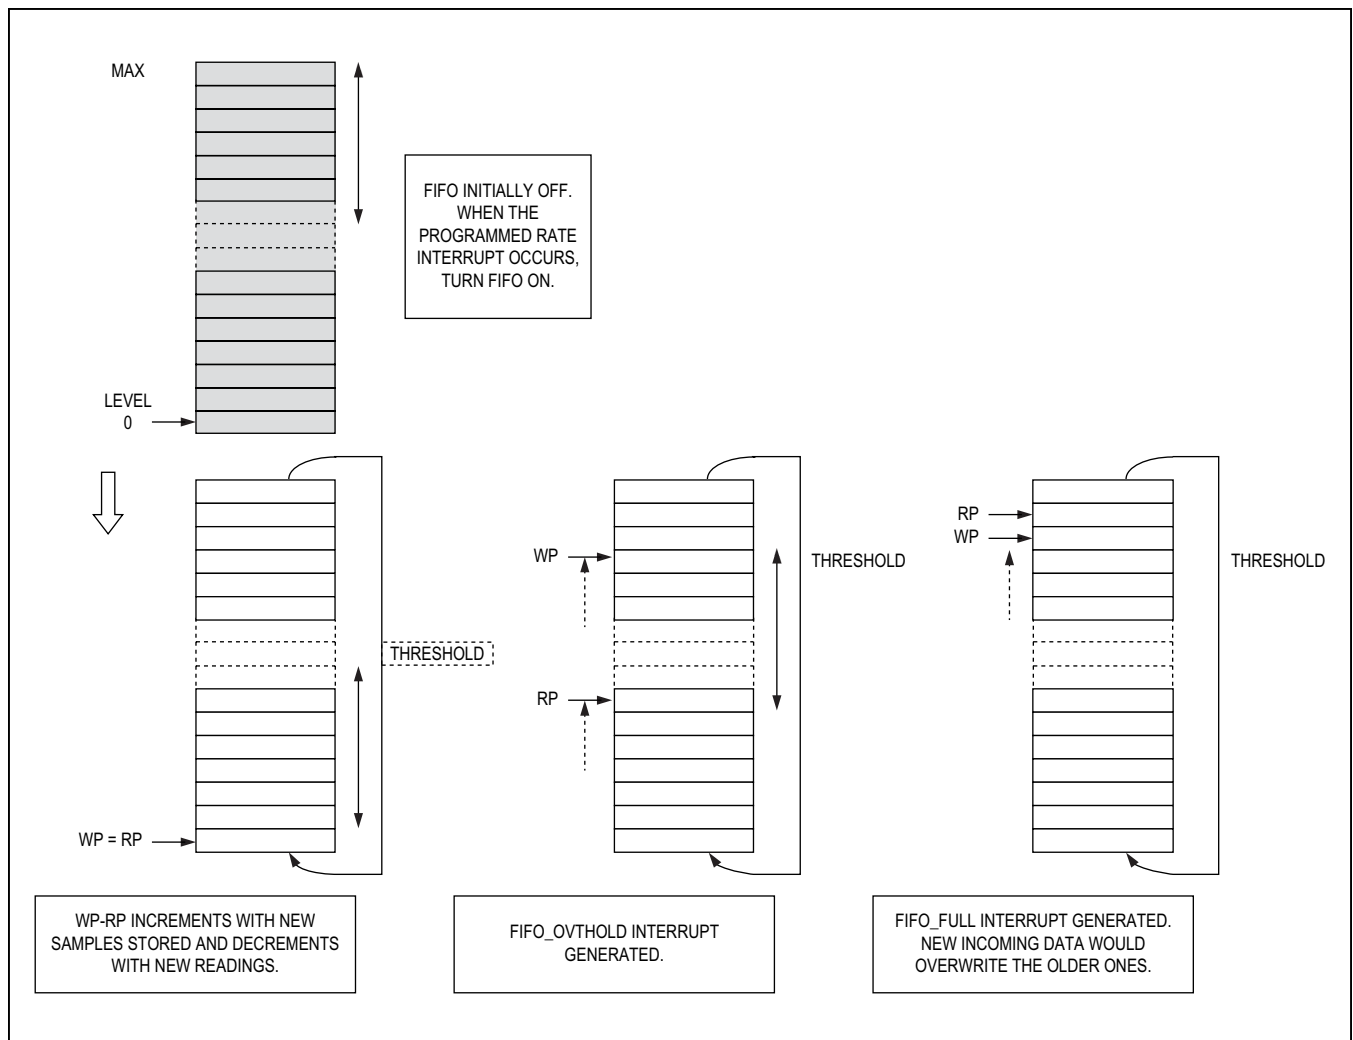 MAX
FIFO INITIALLY OFF.
WHEN THE
PROGRAMMED RATE
INTERRUPT OCCURS,
TURN FIFO ON.
LEVEL
0
THRESHOLD
WP = RP
WP-RP INCREMENTS WITH NEW
SAMPLES STORED AND DECREMENTS
WITH NEW READINGS.
WP
THRESHOLD
RP
FIFO_OVTHOLD INTERRUPT
GENERATED.
RP
WP
THRESHOLD
FIFO_FULL INTERRUPT GENERATED.
NEW INCOMING DATA WOULD
OVERWRITE THE OLDER ONES.